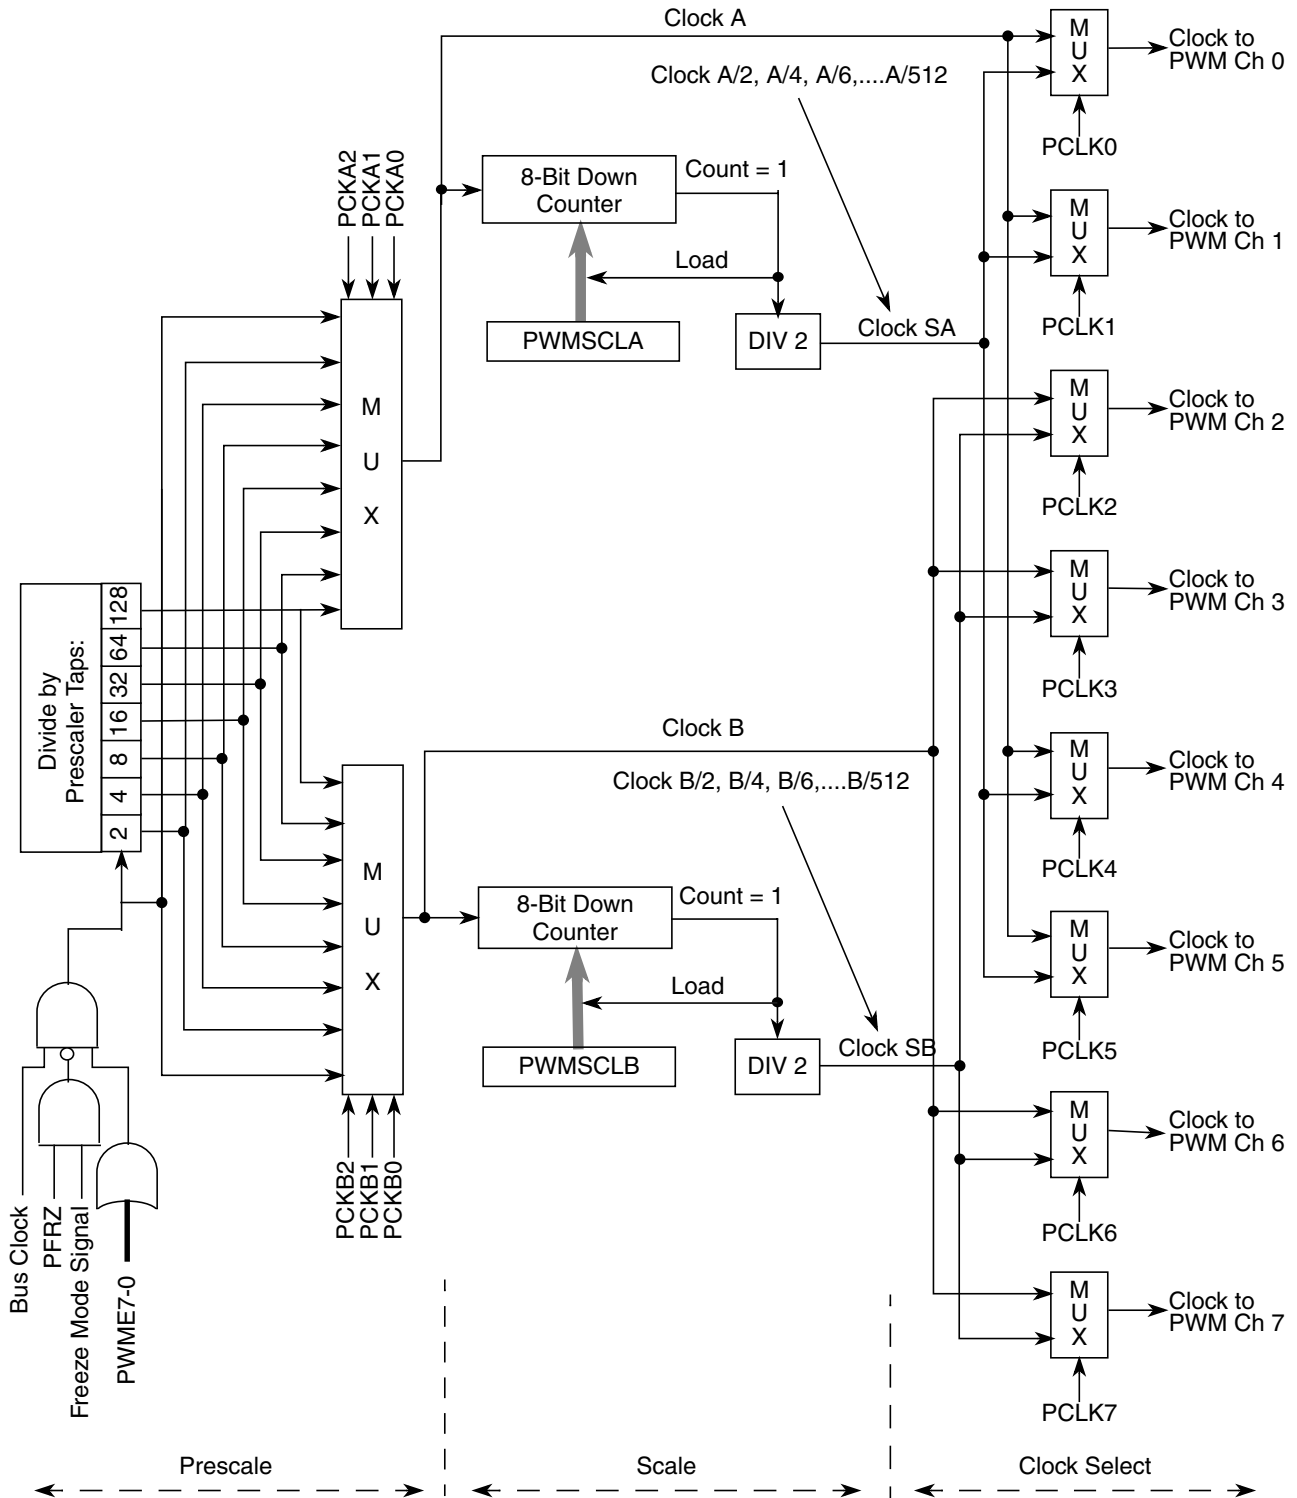 Clock A
Clock A/2, A/4, A/6,....A/512
M
U
X
Clock to
PWM Ch 0
PCLK0
PCKA2
PCKA1
PCKA0
8-Bit Down
Counter
Count = 1
Load
PWMSCLA
DIV 2
Clock SA
M
U
X
Clock to
PWM Ch 1
PCLK1
M
U
X
M
U
X
Clock to
PWM Ch 2
PCLK2
M
U
X
Clock to
PWM Ch 3
PCLK3
Divide by
Prescaler Taps:
128
64
32
16
8
4
2
Clock B
Clock B/2, B/4, B/6,....B/512
M
U
X
Clock to
PWM Ch 4
PCLK4
M
U
X
8-Bit Down
Counter
Count = 1
Load
PWMSCLB
DIV 2
Clock SB
M
U
X
Clock to
PWM Ch 5
PCLK5
PCKB2
PCKB1
PCKB0
M
U
X
Clock to
PWM Ch 6
PCLK6
Bus Clock
PFRZ
Freeze Mode Signal
PWME7-0
M
U
X
Clock to
PWM Ch 7
PCLK7
Prescale
Scale
Clock Select